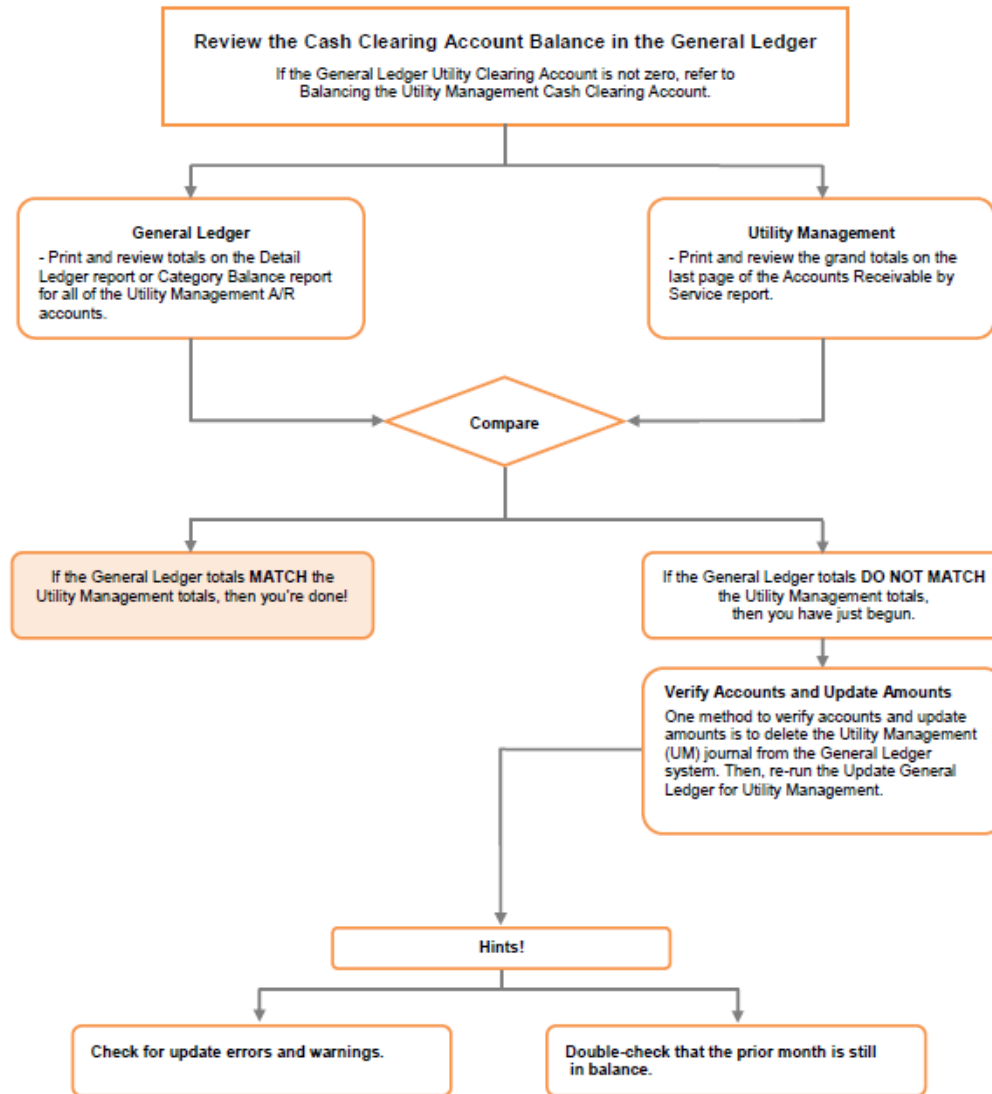 Review the Cash Clearing Account Balance in the General Ledger
If the General Ledger Utility Clearing Account is not zero, refer to
Balancing the Utility Management Cash Clearing Account.
General Ledger
- Print and review totals on the Detail
Ledger report or Category Balance report
for all of the Utility Management A/R
accounts.
Utility Management
- Print and review the grand totals on the
last page of the Accounts Receivable by
Service report.
Compare
If the General Ledger totals MATCH the
Utility Management totals, then you're done!
If the General Ledger totals DO NOT MATCH
the Utility Management totals,
then you have just begun.
Verify Accounts and Update Amounts
One method to verify accounts and update
amounts is to delete the Utility Management
(UM) journal from the General Ledger
system. Then, re-run the Update General
Ledger for Utility Management.
Hints!
Check for update errors and warnings.
Double-check that the prior month is still
in balance.